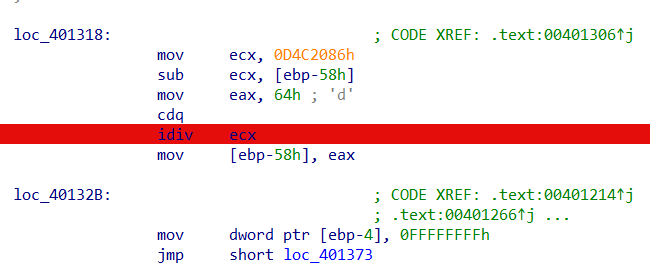 loc_401318: ; CODE XREF: .text:00401306↑j
mov ecx, 0D4C2086h
sub ecx, [ebp-58h]
mov eax, 64h ; 'd'
cdq
idiv ecx
mov [ebp-58h], eax
loc_40132B: ; CODE XREF: .text:00401214↑j
; .text:00401266↑j ...
mov dword ptr [ebp-4], 0FFFFFFFFh
jmp short loc_401373